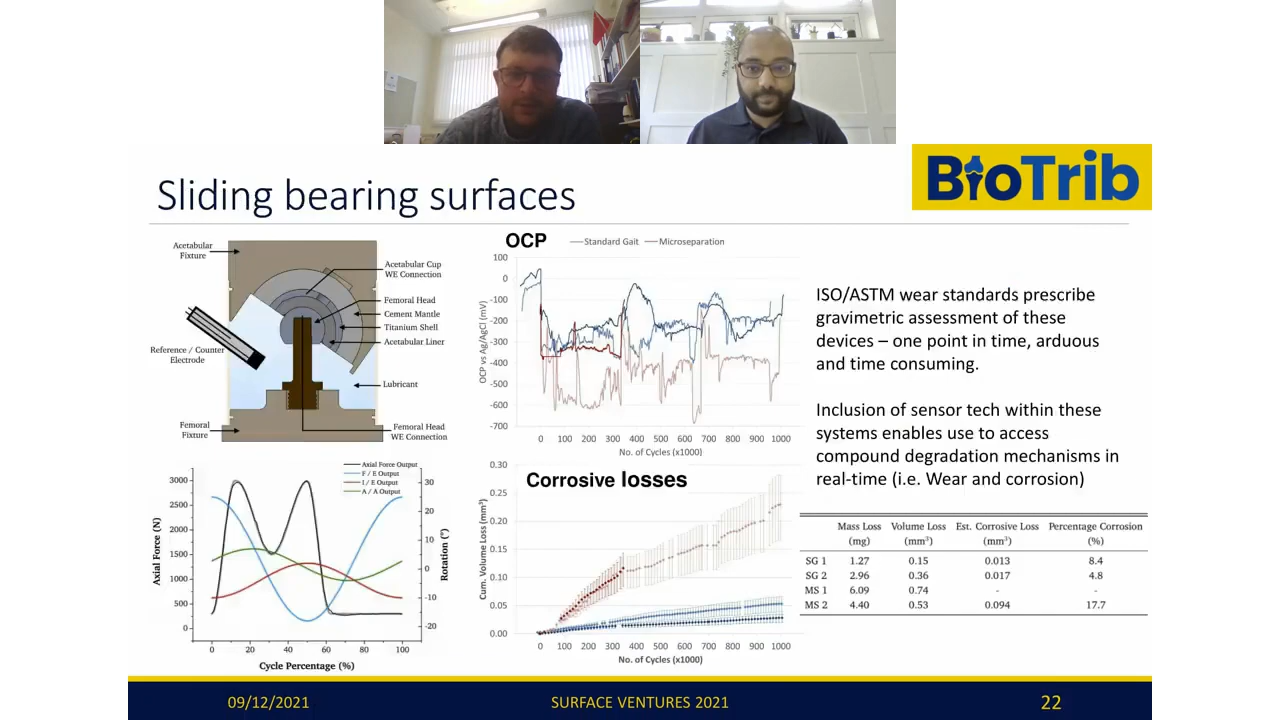 Sliding bearing surfaces
BioTrib
Acetabular
Fixture
Acetabular Cup
WE Connection
Femoral Head
Cement Mantle
Titanium Shell
Acetabular Liner
Reference / Counter
Electrode
Lubricant
Femoral
Fixture
Femoral Head
WE Connection
OCP
Standard Gait
Microseparation
OCP vs Ag/AgCl (mV)
100
0
-100
-200
-300
-400
-500
-600
-700
0 100 200 300 400 500 600 700 800 900 1000
No. of Cycles (x1000)
ISO/ASTM wear standards prescribe
gravimetric assessment of these
devices – one point in time, arduous
and time consuming.
Inclusion of sensor tech within these
systems enables use to access
compound degradation mechanisms in
real-time (i.e. Wear and corrosion)
Axial Force Output
F / E Output
I / E Output
A / A Output
Axial Force (N)
3000
2500
2000
1500
1000
500
0
30
20
10
0
-10
-20
Rotation (°)
0 20 40 60 80 100
Cycle Percentage (%)
Corrosive losses
Cum. Volume Loss (mm³)
0.30
0.25
0.20
0.15
0.10
0.05
0.00
0 100 200 300 400 500 600 700 800 900 1000
No. of Cycles (x1000)
Mass Loss Volume Loss Est. Corrosive Loss Percentage Corrosion
(mg) (mm³) (mm³) (%)
SG 1 1.27 0.15 0.013 8.4
SG 2 2.96 0.36 0.017 4.8
MS 1 6.09 0.74 - -
MS 2 4.40 0.53 0.094 17.7
09/12/2021
SURFACE VENTURES 2021
22